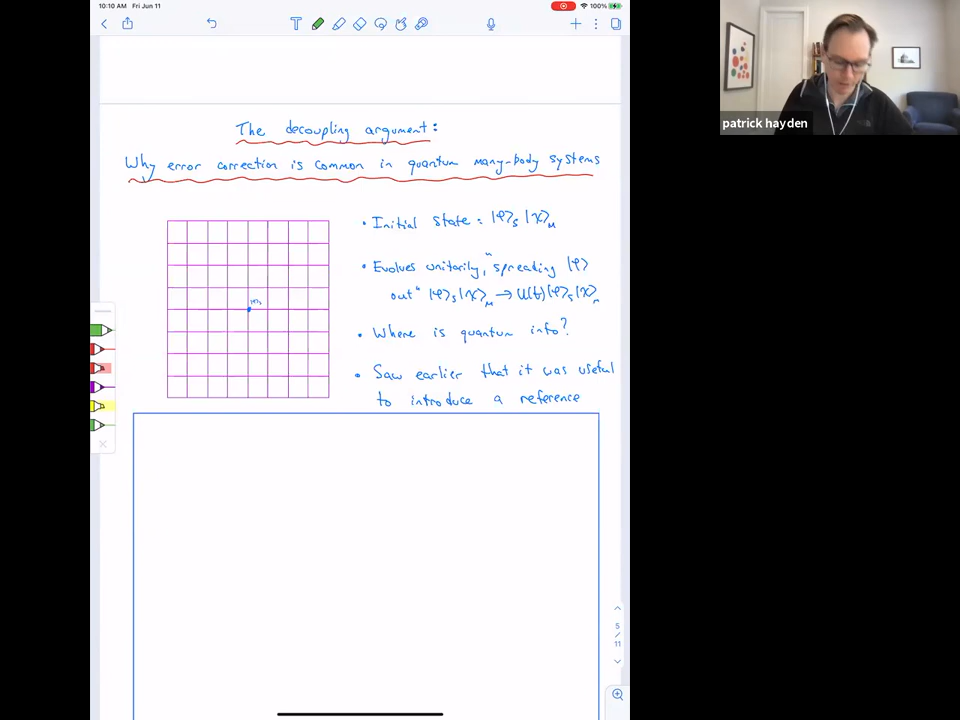 10:10 AM Fri Jun 11
100%
The decoupling argument:
Why error correction is common in quantum many-body systems
• Initial state = |φ⟩_S |χ⟩_M
• Evolves unitarily, "spreading |φ⟩
out" |φ⟩_S |χ⟩_M → U(t)|φ⟩_S |χ⟩_M
• Where is quantum info?
• Saw earlier that it was useful
to introduce a reference
5
/
11
patrick hayden